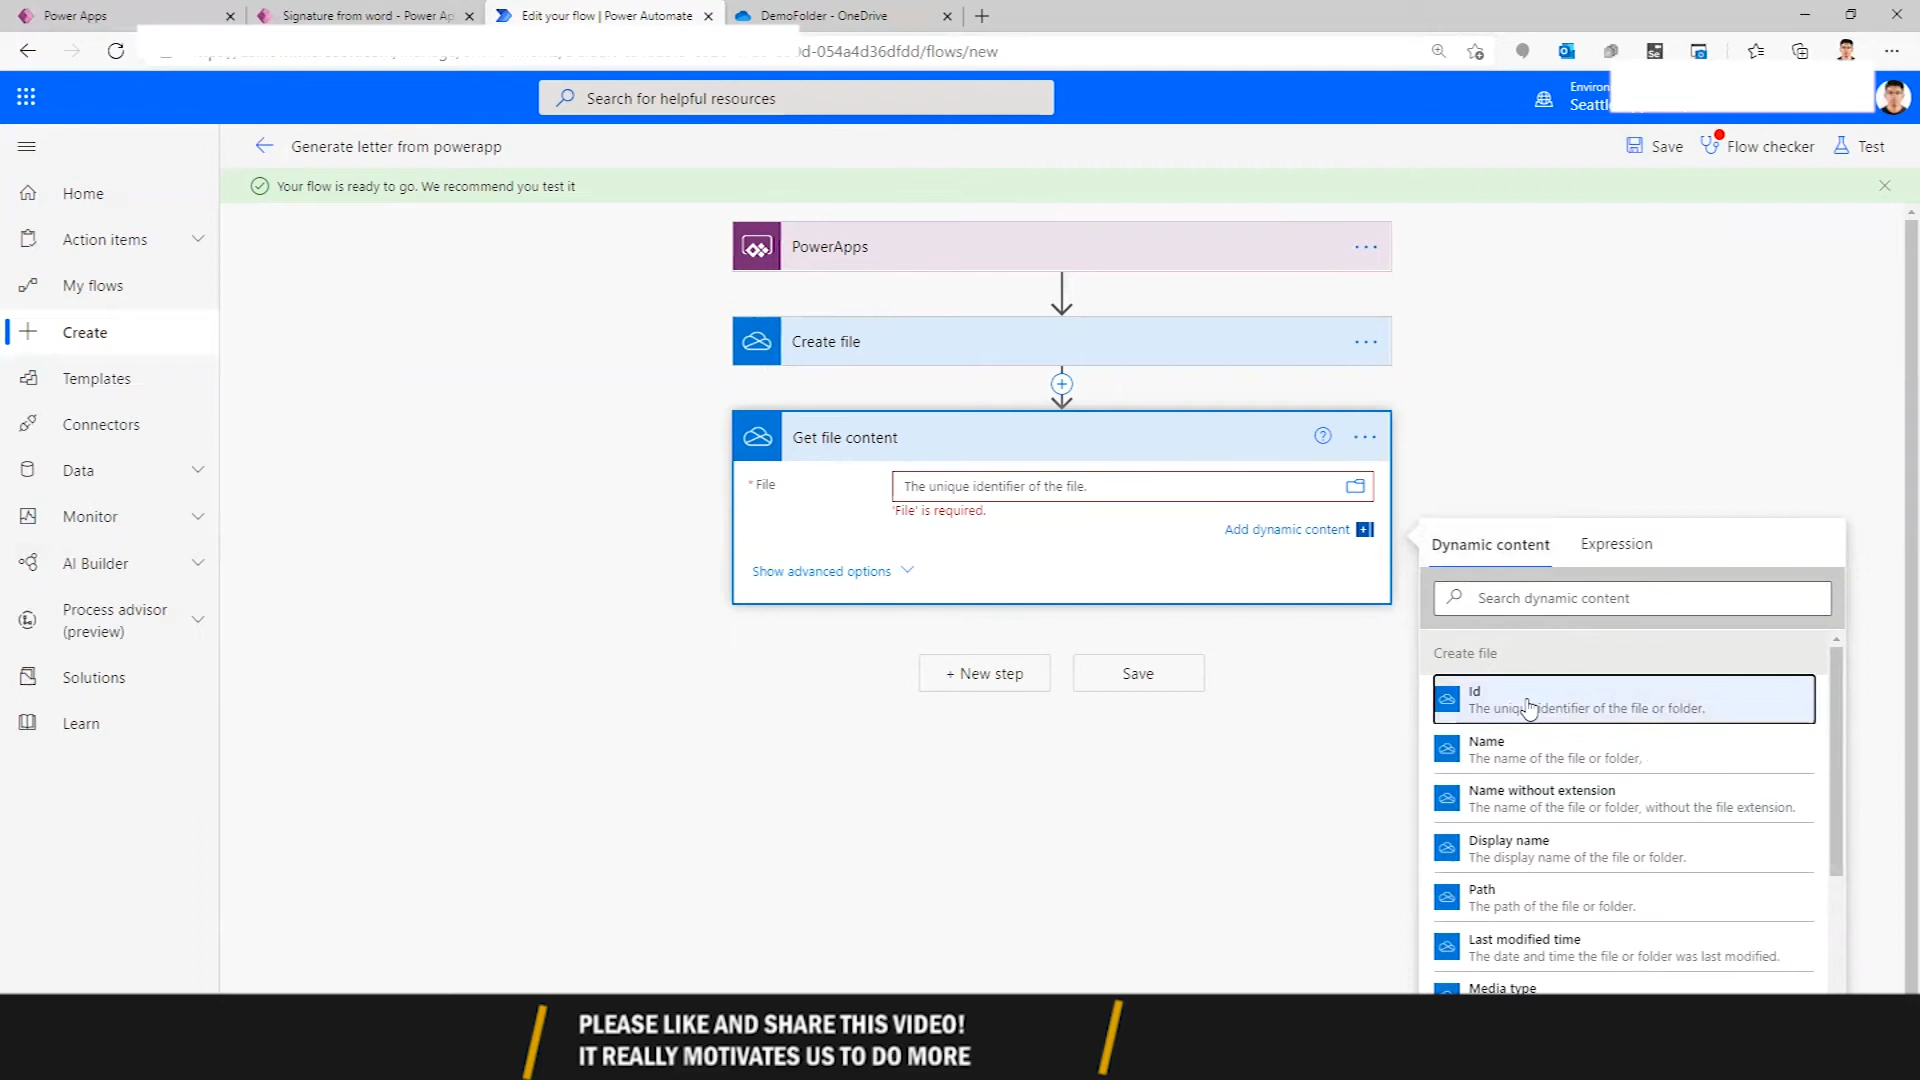 Power Apps
Signature from word - Power Ap
Edit your flow | Power Automate
DemoFolder - OneDrive
d-054a4d36dfdd/flows/new
Search for helpful resources
Environ
Seattl
Generate letter from powerapp
Save
Flow checker
Test
Your flow is ready to go. We recommend you test it
Home
Action items
My flows
Create
Templates
Connectors
Data
Monitor
AI Builder
Process advisor
(preview)
Solutions
Learn
PowerApps
Create file
Get file content
* File
The unique identifier of the file.
'File' is required.
Add dynamic content
Show advanced options
+ New step
Save
Dynamic content
Expression
Search dynamic content
Create file
Id
The unique identifier of the file or folder.
Name
The name of the file or folder,
Name without extension
The name of the file or folder, without the file extension.
Display name
The display name of the file or folder.
Path
The path of the file or folder.
Last modified time
The date and time the file or folder was last modified.
Media type
PLEASE LIKE AND SHARE THIS VIDEO!
IT REALLY MOTIVATES US TO DO MORE